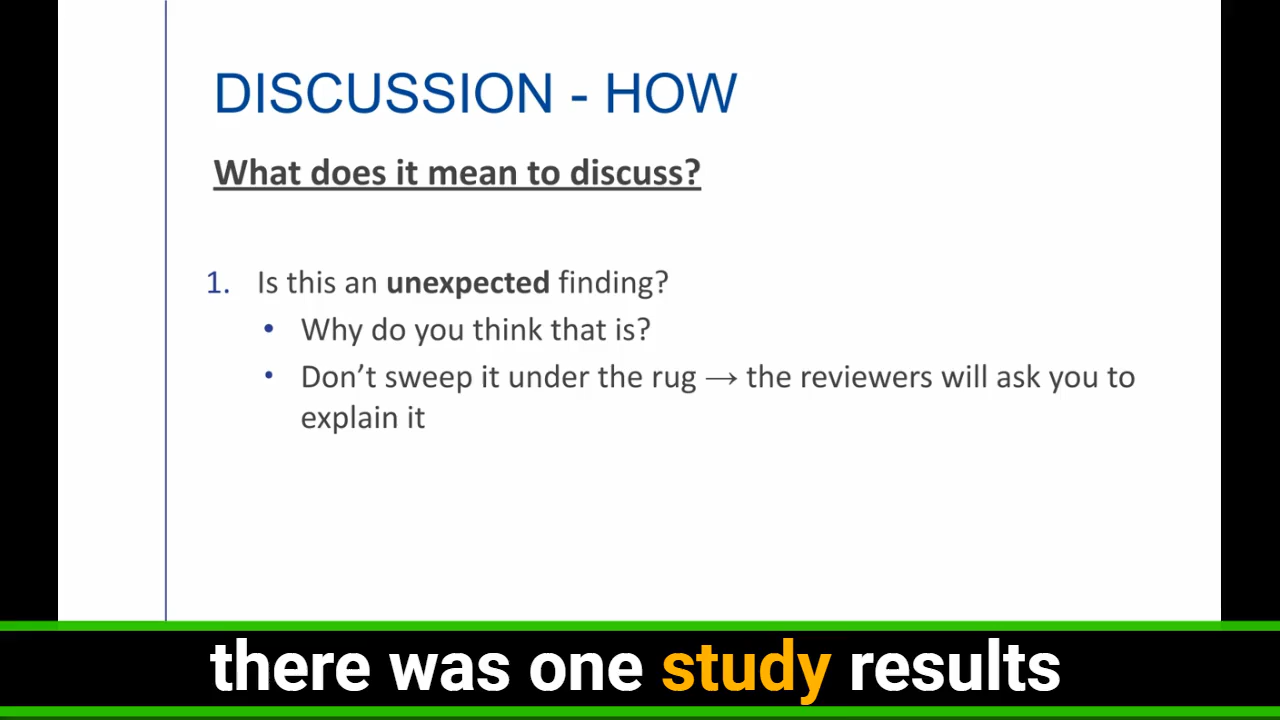 DISCUSSION - HOW
What does it mean to discuss?
1. Is this an unexpected finding?
• Why do you think that is?
• Don’t sweep it under the rug → the reviewers will ask you to
explain it
there was one study results